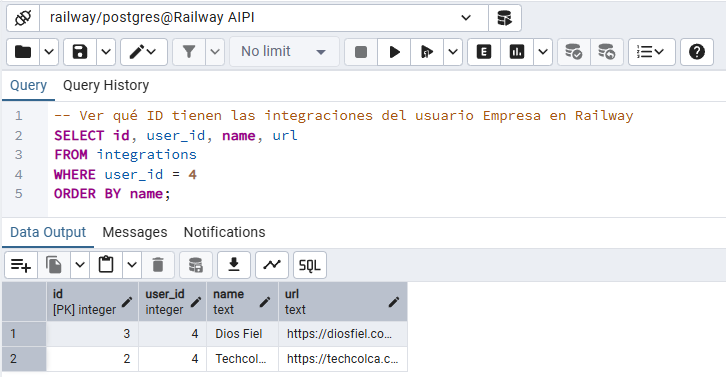 railway/postgres@Railway AIPI
No limit
E
Query Query History
1 -- Ver qué ID tienen las integraciones del usuario Empresa en Railway
2 SELECT id, user_id, name, url
3 FROM integrations
4 WHERE user_id = 4
5 ORDER BY name;
Data Output Messages Notifications
SQL
id user_id name url
[PK] integer integer text text
1 3 4 Dios Fiel https://diosfiel.co...
2 2 4 Techcol... https://techcolca.c...